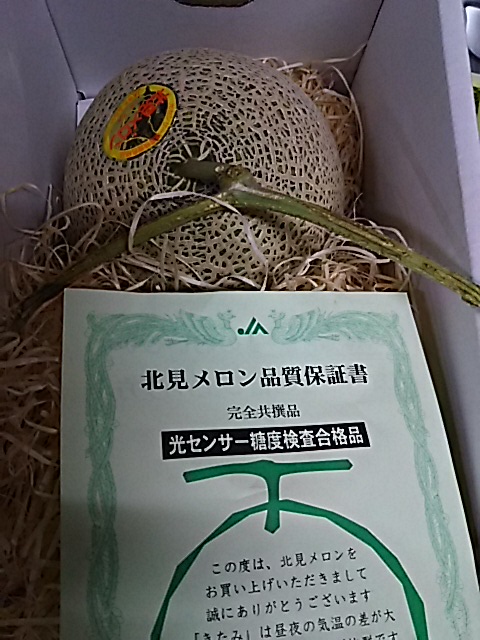 JA
北見メロン品質保証書
完全共撰品
光センサー糖度検査合格品
この度は、北見メロンを
お買い上げいただきまして
誠にありがとうございます
「きたみ」は昼夜の気温の差が大